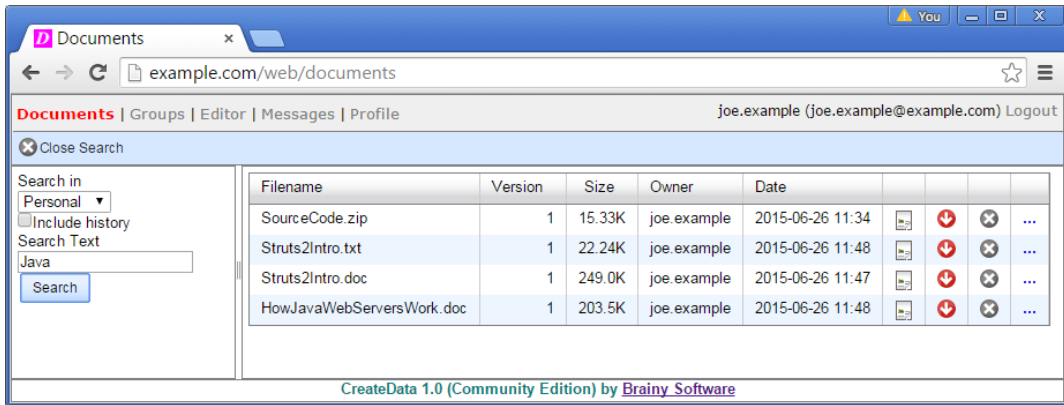 You
D Documents
example.com/web/documents
Documents | Groups | Editor | Messages | Profile
joe.example (joe.example@example.com) Logout
Close Search
Search in
Personal
Include history
Search Text
Java
Search
Filename Version Size Owner Date
SourceCode.zip 1 15.33K joe.example 2015-06-26 11:34 ...
Struts2Intro.txt 1 22.24K joe.example 2015-06-26 11:48 ...
Struts2Intro.doc 1 249.0K joe.example 2015-06-26 11:47 ...
HowJavaWebServersWork.doc 1 203.5K joe.example 2015-06-26 11:48 ...
CreateData 1.0 (Community Edition) by Brainy Software